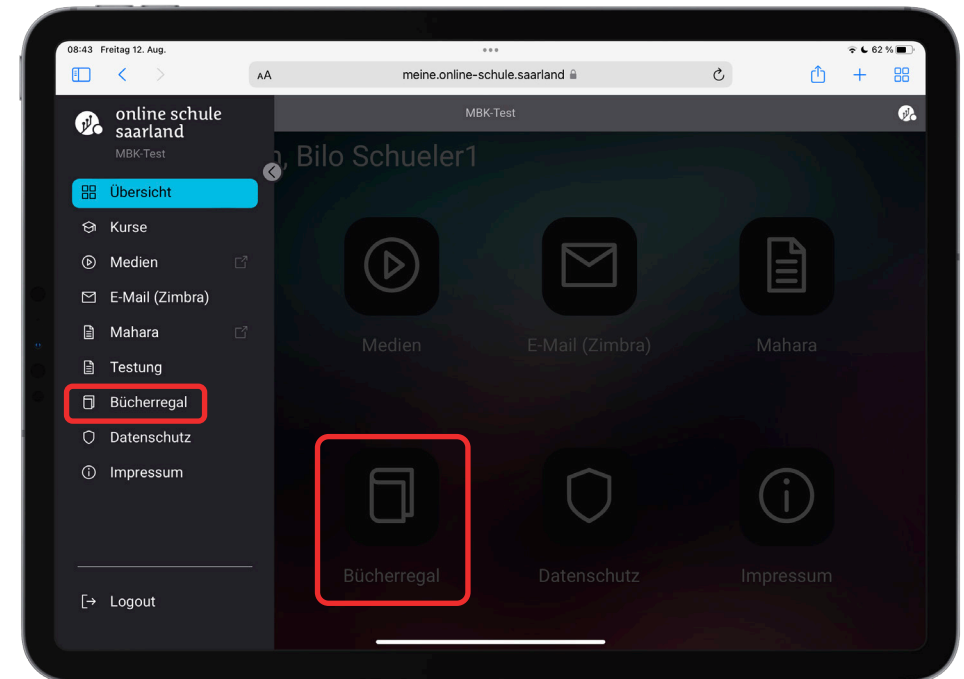 08:43 Freitag 12. Aug.
62 %
AA
meine.online-schule.saarland
online schule
saarland
MBK-Test
MBK-Test
, Bilo Schueler1
Übersicht
Kurse
Medien
E-Mail (Zimbra)
Mahara
Testung
Bücherregal
Datenschutz
Impressum
Logout
Medien
E-Mail (Zimbra)
Mahara
Bücherregal
Datenschutz
Impressum